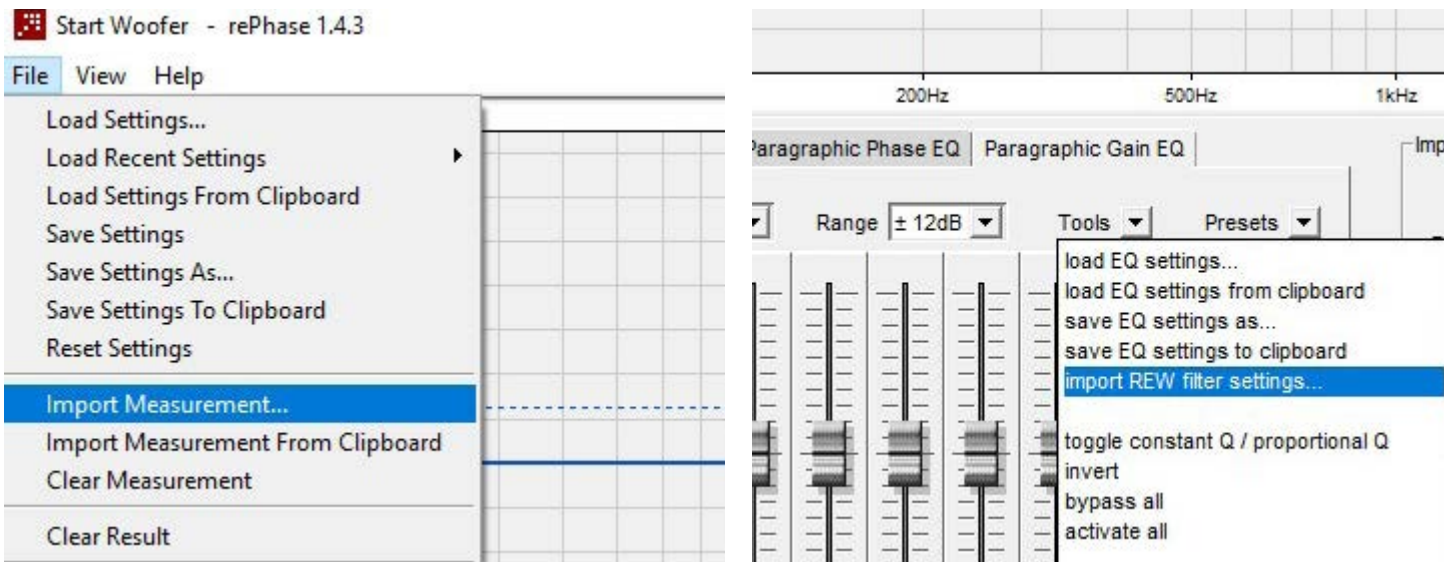 Start Woofer - rePhase 1.4.3
File View Help
Load Settings...
Load Recent Settings
Load Settings From Clipboard
Save Settings
Save Settings As...
Save Settings To Clipboard
Reset Settings
Import Measurement...
Import Measurement From Clipboard
Clear Measurement
Clear Result
200Hz 500Hz 1kHz
Paragraphic Phase EQ Paragraphic Gain EQ
Range ± 12dB Tools Presets
load EQ settings...
load EQ settings from clipboard
save EQ settings as...
save EQ settings to clipboard
import REW filter settings...
toggle constant Q / proportional Q
invert
bypass all
activate all